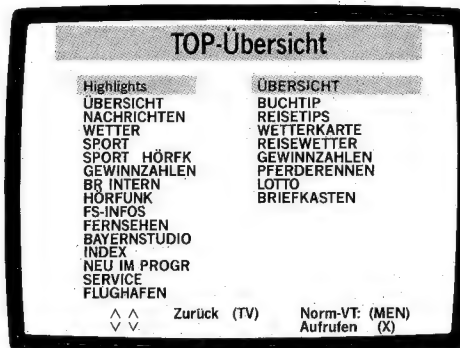 TOP-Übersicht
Highlights
ÜBERSICHT
NACHRICHTEN
WETTER
SPORT
SPORT HÖRFK
GEWINNZAHLEN
BR INTERN
HÖRFUNK
FS-INFOS
FERNSEHEN
BAYERNSTUDIO
INDEX
NEU IM PROGR
SERVICE
FLUGHAFEN
ÜBERSICHT
BUCHTIP
REISETIPS
WETTERKARTE
REISEWETTER
GEWINNZAHLEN
PFERDERENNEN
LOTTO
BRIEFKASTEN
^ ^ Zurück (TV) Norm-VT: (MEN)
v v Aufrufen (X)